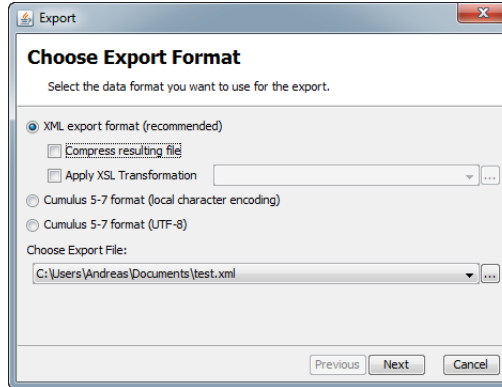 Export
Choose Export Format
Select the data format you want to use for the export.
XML export format (recommended)
Compress resulting file
Apply XSL Transformation
...
Cumulus 5-7 format (local character encoding)
Cumulus 5-7 format (UTF-8)
Choose Export File:
C:\Users\Andreas\Documents\test.xml ...
Previous Next Cancel